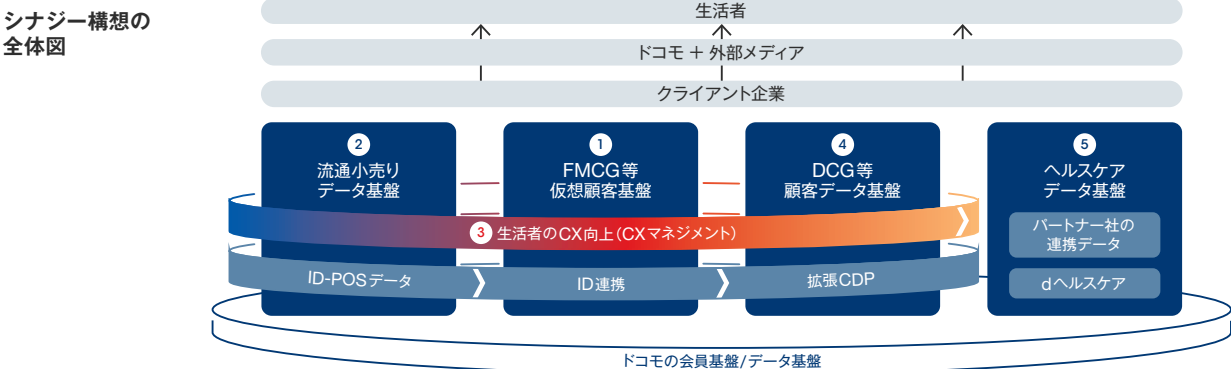 シナジー構想の
全体図
生活者
ドコモ + 外部メディア
クライアント企業
2
流通小売り
データ基盤
1
FMCG等
仮想顧客基盤
4
DCG等
顧客データ基盤
5
ヘルスケア
データ基盤
3 生活者のCX向上(CXマネジメント)
パートナー社の
連携データ
ID-POSデータ
ID連携
拡張CDP
dヘルスケア
ドコモの会員基盤/データ基盤